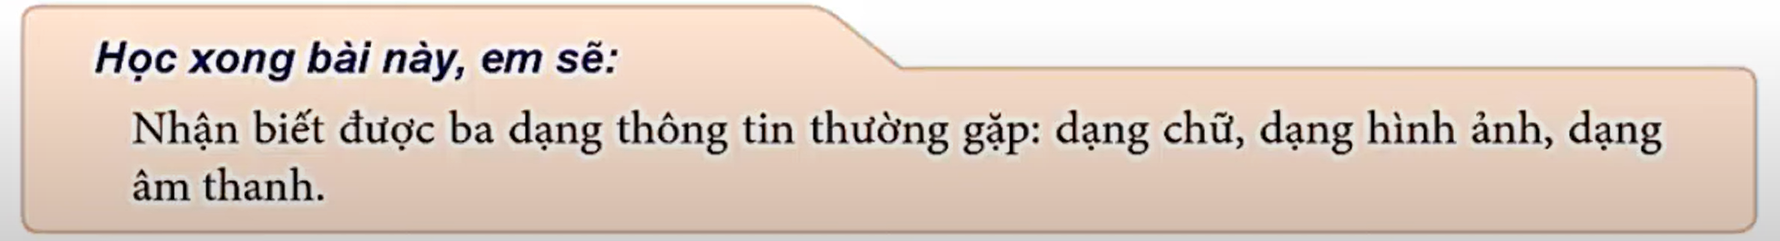 Học xong bài này, em sẽ:
Nhận biết được ba dạng thông tin thường gặp: dạng chữ, dạng hình ảnh, dạng
âm thanh.